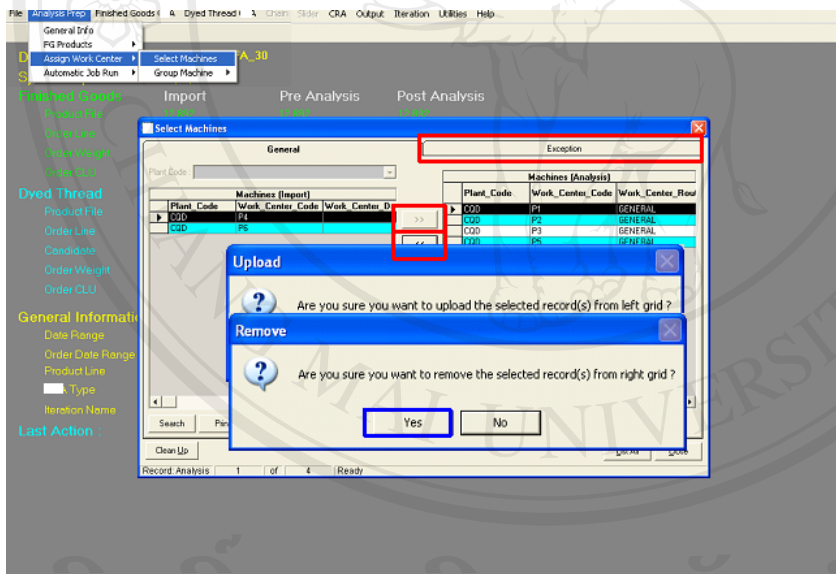 File Analysis Prep Finished Goods Dyed Thread Chain Slider CRA Output Iteration Utilities Help
General Info
FG Products
Assign Work Center
Automatic Job Run
Select Machines
Group Machine
A_30
Finished Goods Import Pre Analysis Post Analysis
Product File
Order Line
Order Weight
Order CLU
Dyed Thread
Product File
Order Line
Candidate
Order Weight
Order CLU
General Informati
Date Range
Order Date Range
Product Line
Type
Iteration Name
Last Action :
Select Machines
General Exception
Plant Code :
Machines (Import)
Plant_Code Work_Center_Code Work_Center_D
CQD P4
CQD P6
>>
<<
Machines (Analysis)
Plant_Code Work_Center_Code Work_Center_Rou
CQD P1 GENERAL
CQD P2 GENERAL
CQD P3 GENERAL
CQD P5 GENERAL
Upload
Are you sure you want to upload the selected record(s) from left grid ?
Remove
Are you sure you want to remove the selected record(s) from right grid ?
Yes No
Search Prin
Clean Up List All Close
Record: Analysis 1 of 4 Ready
CHIANG MAI UNIVERSITY